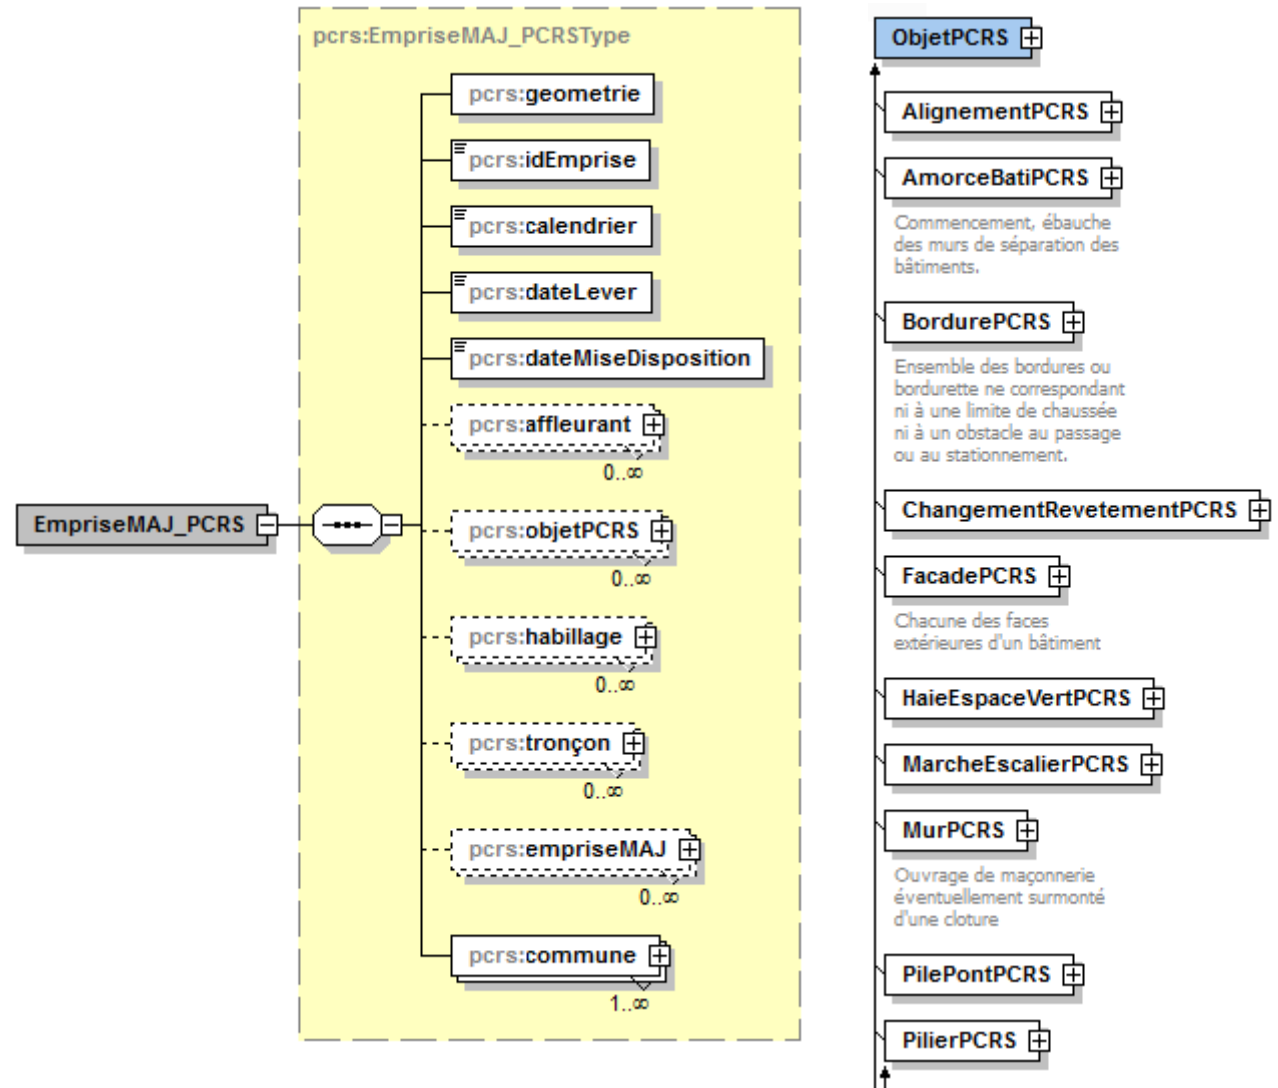 pcrs:EmpriseMAJ_PCRSType
pcrs:geometrie
pcrs:idEmprise
pcrs:calendrier
pcrs:dateLever
pcrs:dateMiseDisposition
pcrs:affleurant
0..∞
EmpriseMAJ_PCRS
pcrs:objetPCRS
0..∞
pcrs:habillage
0..∞
pcrs:tronçon
0..∞
pcrs:empriseMAJ
0..∞
pcrs:commune
1..∞
ObjetPCRS
AlignementPCRS
AmorceBatiPCRS
Commencement, ébauche
des murs de séparation des
bâtiments.
BordurePCRS
Ensemble des bordures ou
bordurette ne correspondant
ni à une limite de chaussée
ni à un obstacle au passage
ou au stationnement.
ChangementRevetementPCRS
FacadePCRS
Chacune des faces
extérieures d'un bâtiment
HaieEspaceVertPCRS
MarcheEscalierPCRS
MurPCRS
Ouvrage de maçonnerie
éventuellement surmonté
d'une cloture
PilePontPCRS
PilierPCRS